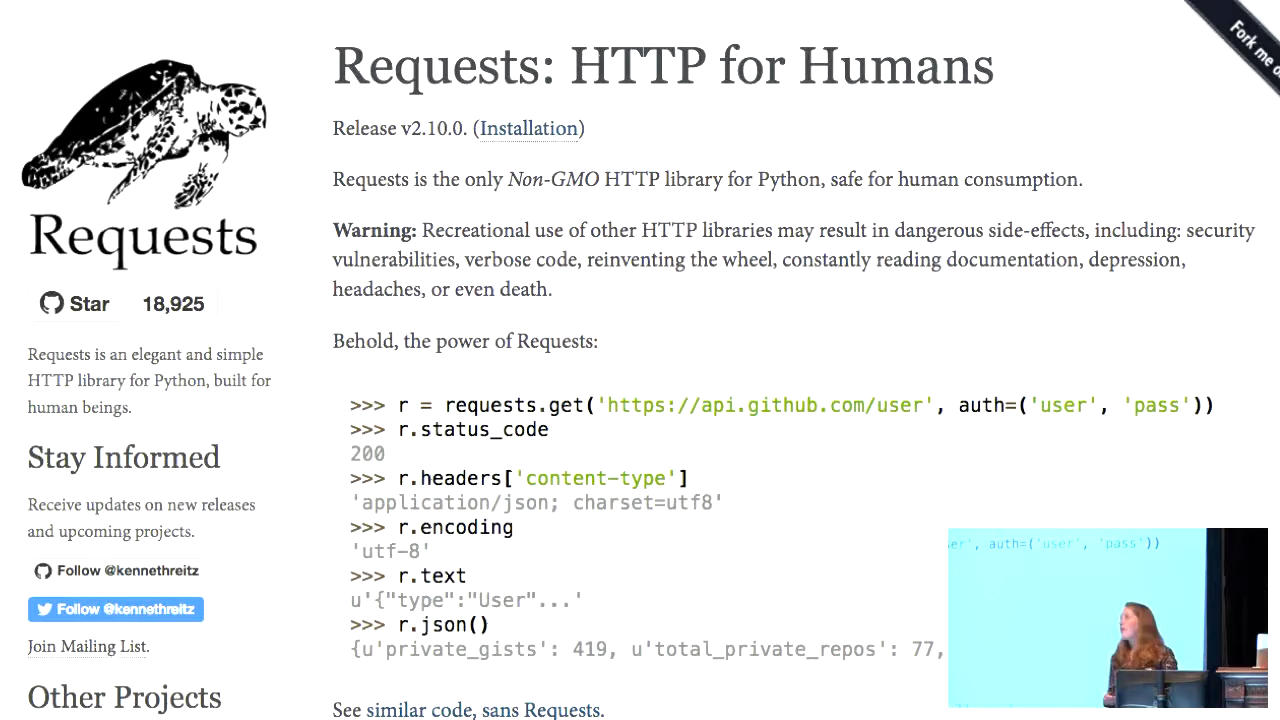 Fork me o
Requests: HTTP for Humans
Release v2.10.0. (Installation)
Requests is the only Non-GMO HTTP library for Python, safe for human consumption.
Warning: Recreational use of other HTTP libraries may result in dangerous side-effects, including: security
vulnerabilities, verbose code, reinventing the wheel, constantly reading documentation, depression,
headaches, or even death.
Behold, the power of Requests:
>>> r = requests.get('https://api.github.com/user', auth=('user', 'pass'))
>>> r.status_code
200
>>> r.headers['content-type']
'application/json; charset=utf8'
>>> r.encoding
'utf-8'
>>> r.text
u'{"type":"User"...'
>>> r.json()
{u'private_gists': 419, u'total_private_repos': 77,
See similar code, sans Requests.
Requests
Star 18,925
Requests is an elegant and simple
HTTP library for Python, built for
human beings.
Stay Informed
Receive updates on new releases
and upcoming projects.
Follow @kennethreitz
Follow @kennethreitz
Join Mailing List.
Other Projects
ser', auth=('user', 'pass'))